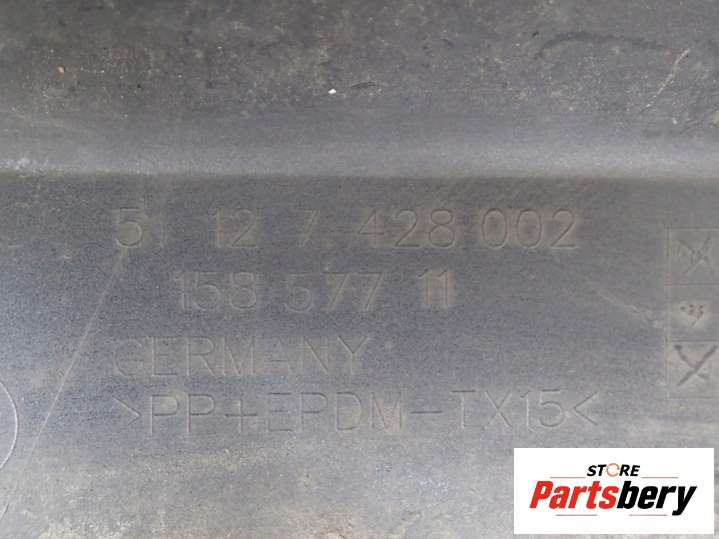 51 12 7 428 002
158 577 11
GERMANY
>PP+EPDM-TX15<
STORE
Partsbery